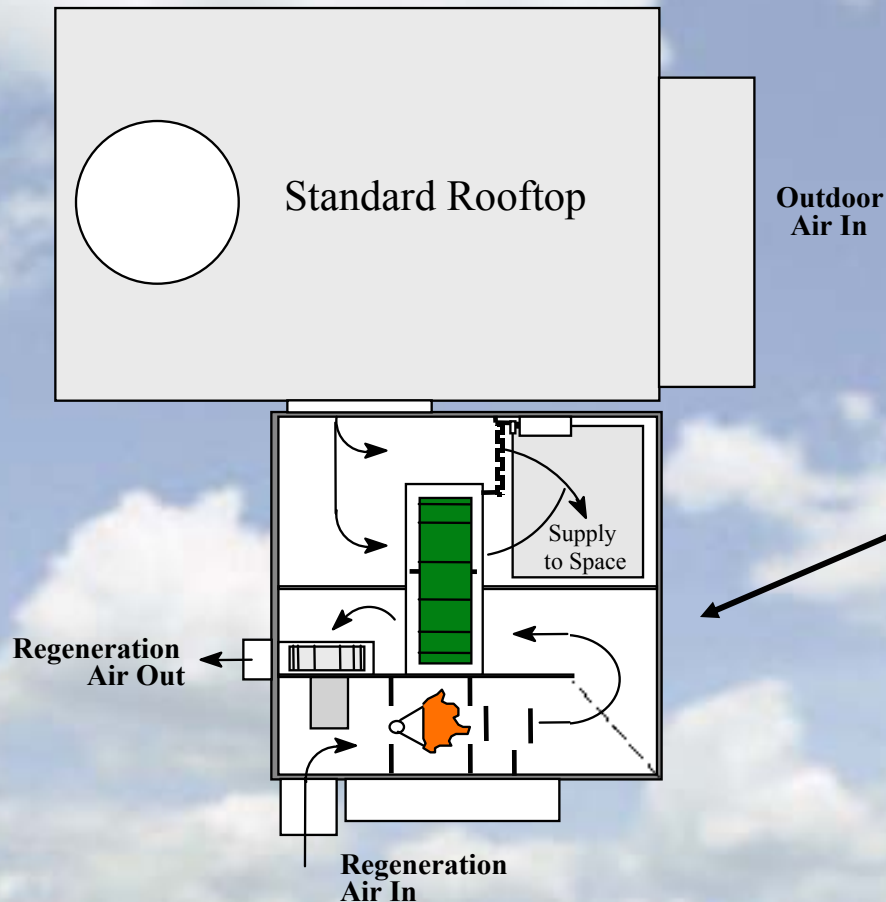 Standard Rooftop
Outdoor
Air In
Supply
to Space
Regeneration
Air Out
Regeneration
Air In